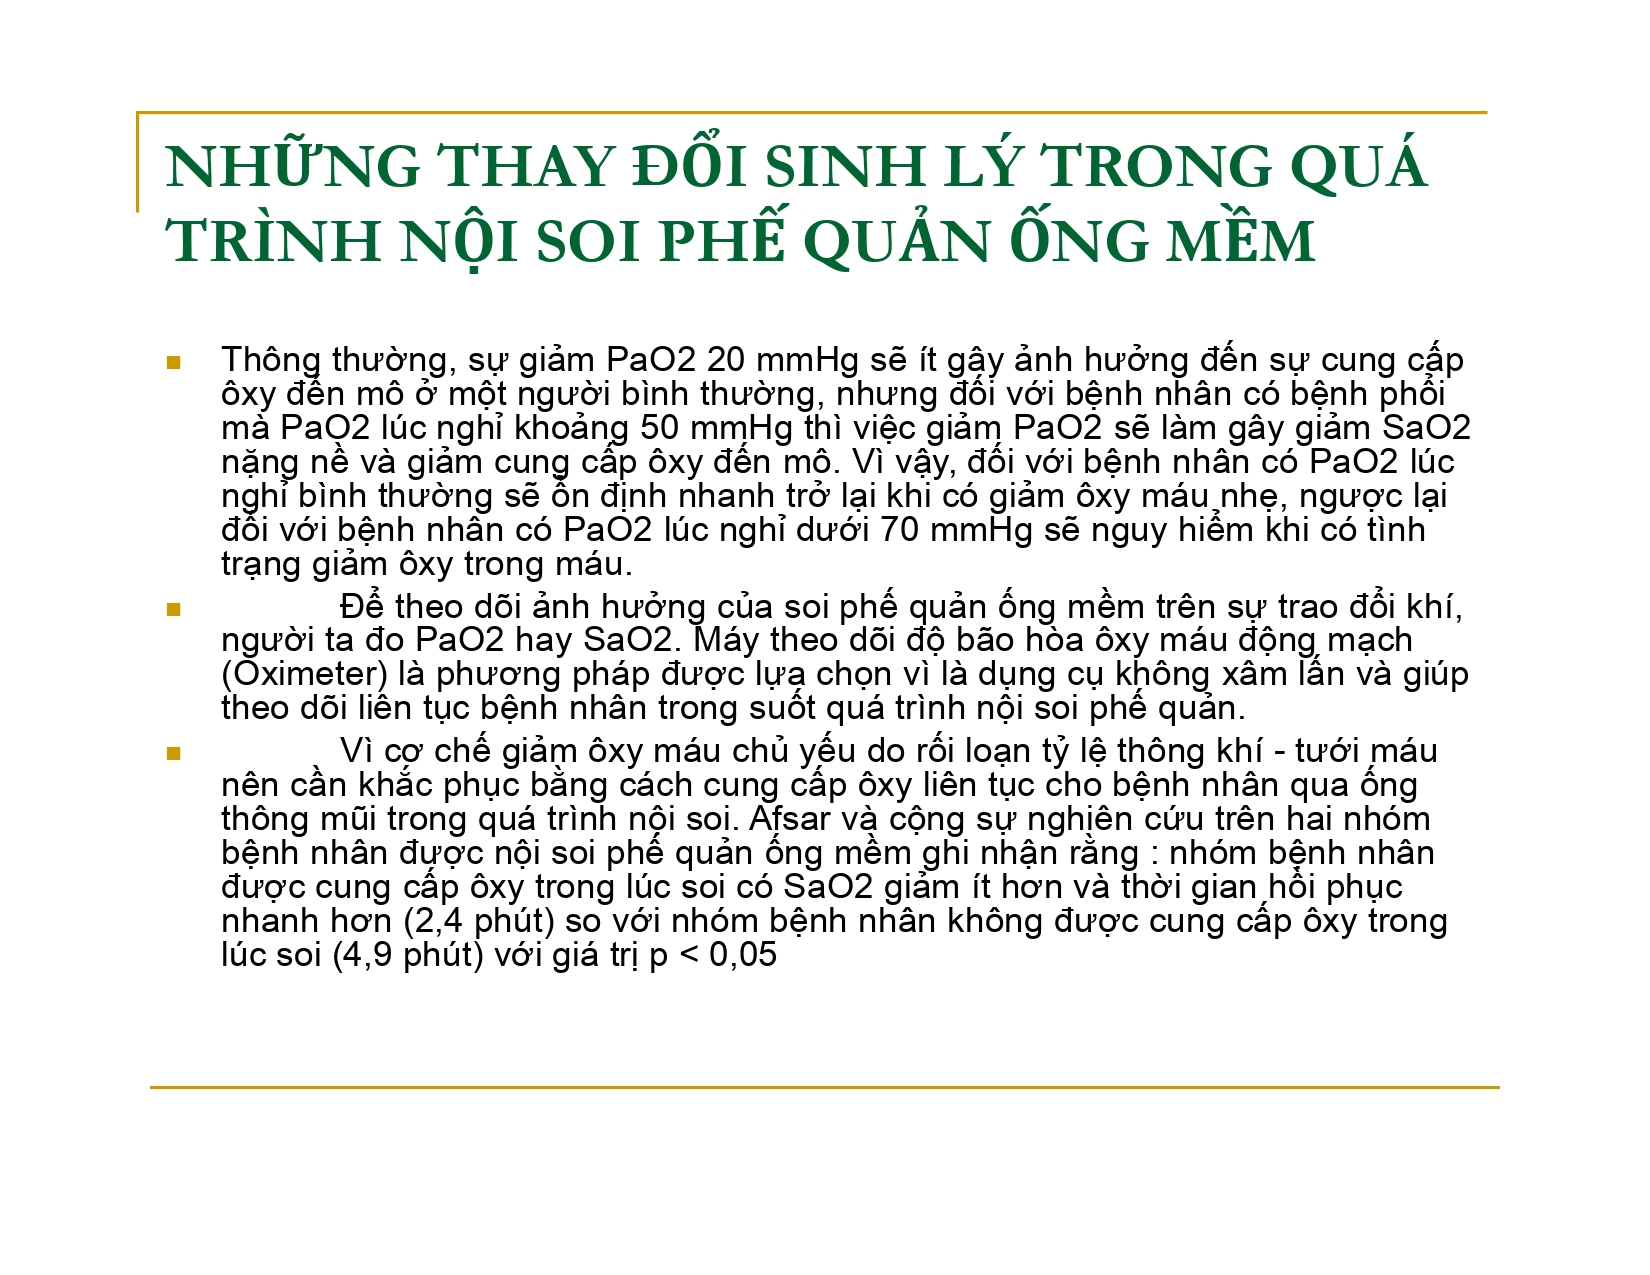 NHỮNG THAY ĐỔI SINH LÝ TRONG QUÁ
TRÌNH NỘI SOI PHẾ QUẢN ỐNG MỀM
Thông thường, sự giảm PaO2 20 mmHg sẽ ít gây ảnh hưởng đến sự cung cấp
ôxy đến mô ở một người bình thường, nhưng đối với bệnh nhân có bệnh phổi
mà PaO2 lúc nghỉ khoảng 50 mmHg thì việc giảm PaO2 sẽ làm gây giảm SaO2
nặng nề và giảm cung cấp ôxy đến mô. Vì vậy, đối với bệnh nhân có PaO2 lúc
nghỉ bình thường sẽ ổn định nhanh trở lại khi có giảm ôxy máu nhẹ, ngược lại
đối với bệnh nhân có PaO2 lúc nghỉ dưới 70 mmHg sẽ nguy hiểm khi có tình
trạng giảm ôxy trong máu.
Để theo dõi ảnh hưởng của soi phế quản ống mềm trên sự trao đổi khí,
người ta đo PaO2 hay SaO2. Máy theo dõi độ bão hòa ôxy máu động mạch
(Oximeter) là phương pháp được lựa chọn vì là dụng cụ không xâm lấn và giúp
theo dõi liên tục bệnh nhân trong suốt quá trình nội soi phế quản.
Vì cơ chế giảm ôxy máu chủ yếu do rối loạn tỷ lệ thông khí - tưới máu
nên cần khắc phục bằng cách cung cấp ôxy liên tục cho bệnh nhân qua ống
thông mũi trong quá trình nội soi. Afsar và cộng sự nghiên cứu trên hai nhóm
bệnh nhân được nội soi phế quản ống mềm ghi nhận rằng : nhóm bệnh nhân
được cung cấp ôxy trong lúc soi có SaO2 giảm ít hơn và thời gian hồi phục
nhanh hơn (2,4 phút) so với nhóm bệnh nhân không được cung cấp ôxy trong
lúc soi (4,9 phút) với giá trị p < 0,05